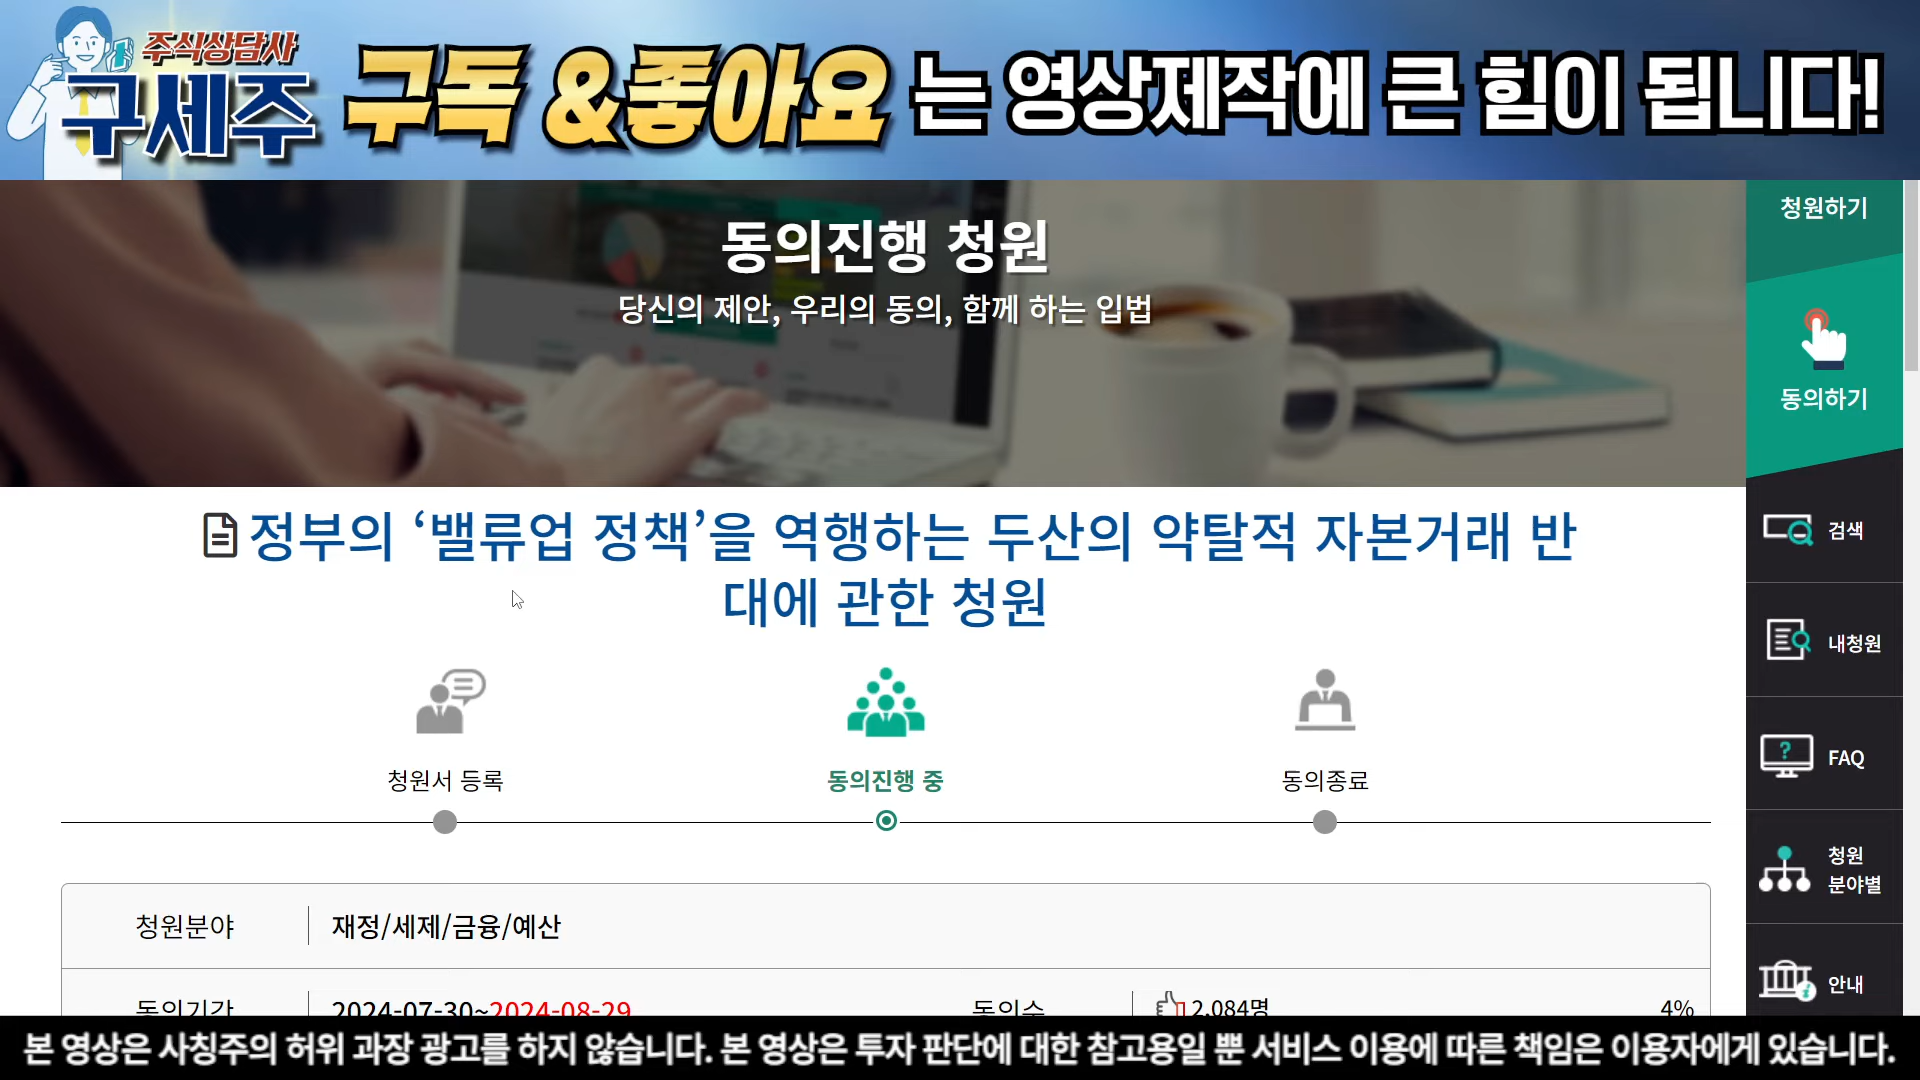 주식상담사
구세주
구독 &좋아요는 영상제작에 큰 힘이 됩니다!
동의진행 청원
당신의 제안, 우리의 동의, 함께 하는 입법
청원하기
동의하기
정부의 ‘밸류업 정책’을 역행하는 두산의 약탈적 자본거래 반
대에 관한 청원
청원서 등록
동의진행 중
동의종료
청원분야 재정/세제/금융/예산
동의기간 2024-07-30~2024-08-29 동의수 2,084명 4%
검색
내청원
FAQ
청원
분야별
안내
본 영상은 사칭주의 허위 과장 광고를 하지 않습니다. 본 영상은 투자 판단에 대한 참고용일 뿐 서비스 이용에 따른 책임은 이용자에게 있습니다.